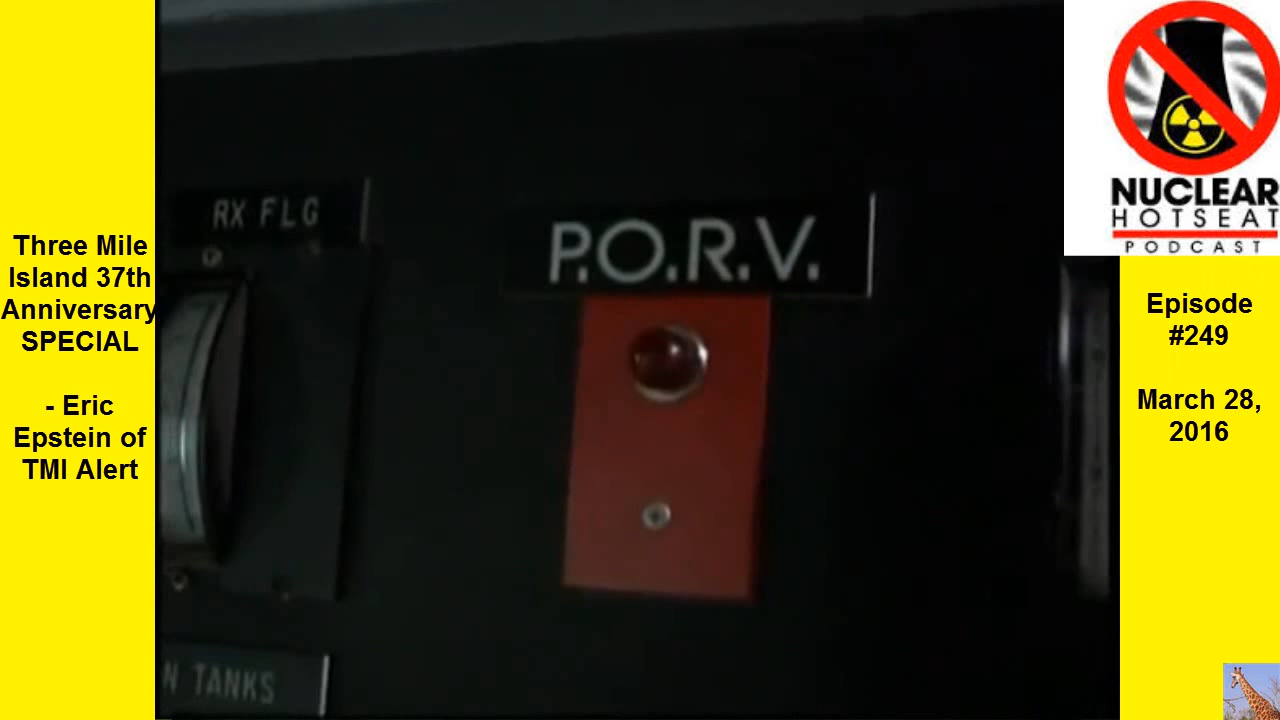 Three Mile
Island 37th
Anniversary
SPECIAL
- Eric
Epstein of
TMI Alert
RX FLG
P.O.R.V.
N TANKS
NUCLEAR
HOTSEAT
PODCAST
Episode
#249
March 28,
2016